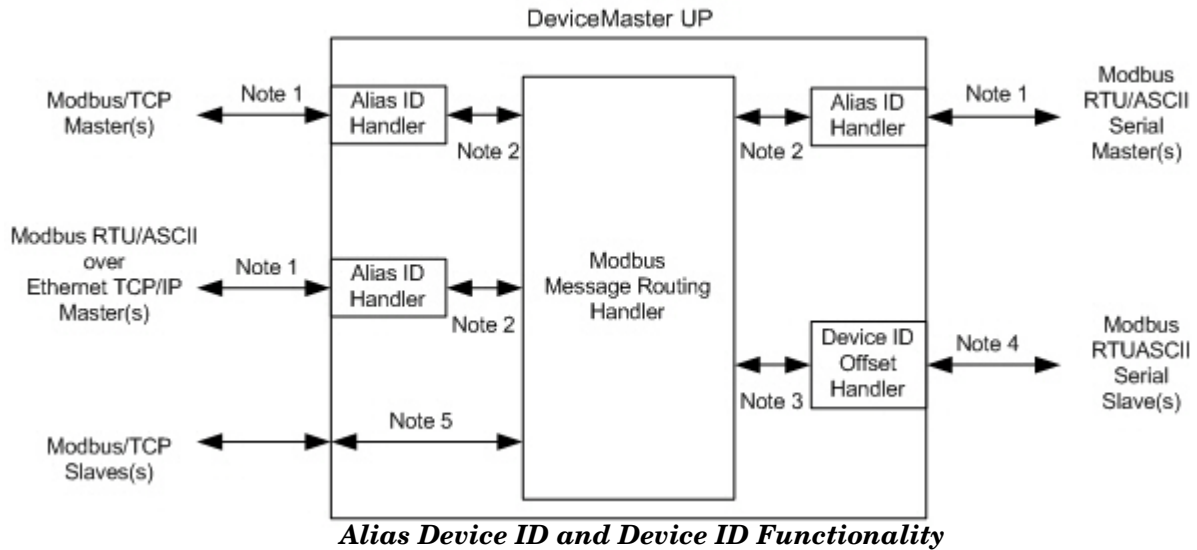 DeviceMaster UP
Modbus/TCP
Master(s)
Note 1
Alias ID
Handler
Note 2
Modbus RTU/ASCII
over
Ethernet TCP/IP
Master(s)
Note 1
Alias ID
Handler
Note 2
Modbus/TCP
Slaves(s)
Note 5
Modbus
Message Routing
Handler
Note 2
Alias ID
Handler
Note 1
Modbus
RTU/ASCII
Serial
Master(s)
Note 3
Device ID
Offset
Handler
Note 4
Modbus
RTUASCII
Serial
Slave(s)
Alias Device ID and Device ID Functionality